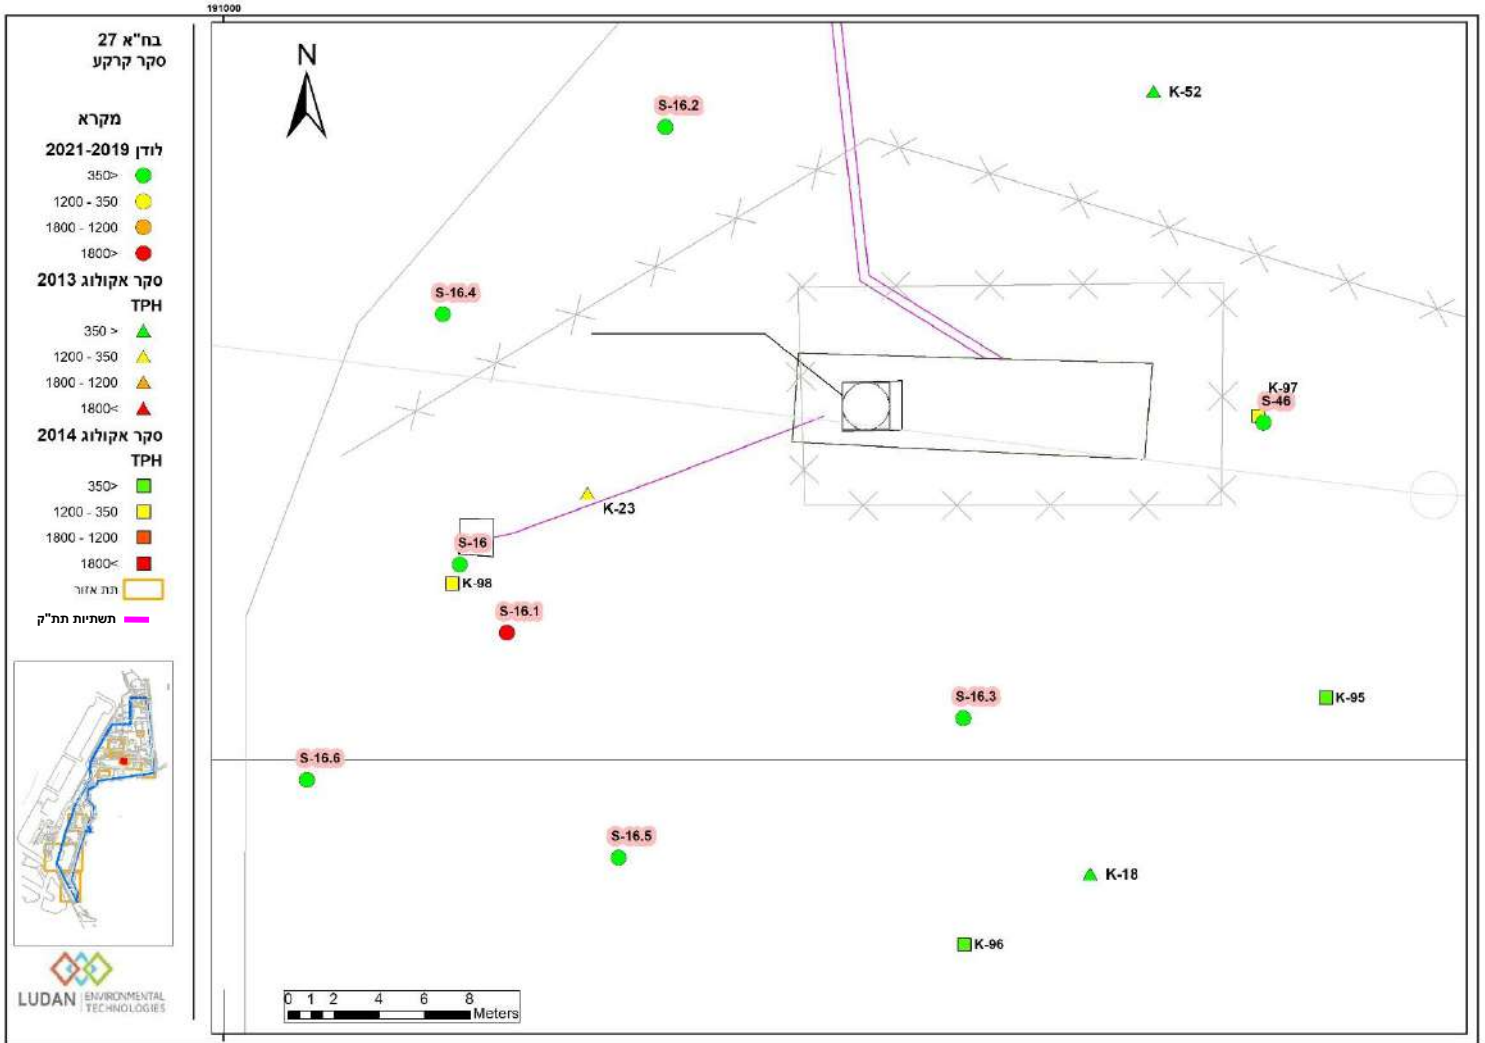 191000
בח"א 27
סקר קרקע
מקרא
לודן 2021-2019
350>
1200 - 350
1800 - 1200
1800>
סקר אקולוג 2013
TPH
350 >
1200 - 350
1800 - 1200
1800<
סקר אקולוג 2014
TPH
350>
1200 - 350
1800 - 1200
1800<
תת אזור
תשתיות תת"ק
LUDAN ENVIRONMENTAL
TECHNOLOGIES
N
S-16.2
K-52
S-16.4
K-97
S-46
K-23
S-16
K-98
S-16.1
S-16.3
K-95
S-16.6
S-16.5
K-18
K-96
0 1 2 4 6 8
Meters